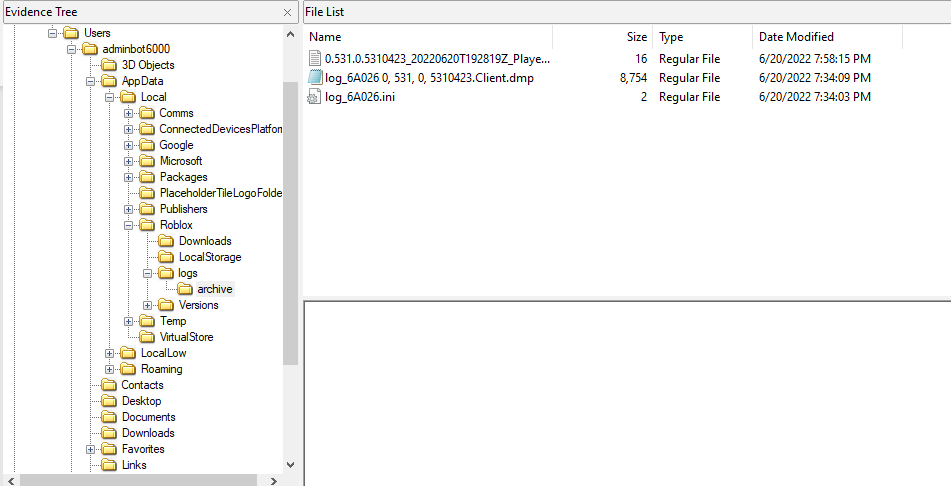 Evidence Tree
Users
adminbot6000
3D Objects
AppData
Local
Comms
ConnectedDevicesPlatforn
Google
Microsoft
Packages
PlaceholderTileLogoFolde
Publishers
Roblox
Downloads
LocalStorage
logs
archive
Versions
Temp
VirtualStore
LocalLow
Roaming
Contacts
Desktop
Documents
Downloads
Favorites
Links
File List
Name Size Type Date Modified
0.531.0.5310423_20220620T192819Z_Playe... 16 Regular File 6/20/2022 7:58:15 PM
log_6A026 0, 531, 0, 5310423.Client.dmp 8,754 Regular File 6/20/2022 7:34:09 PM
log_6A026.ini 2 Regular File 6/20/2022 7:34:03 PM